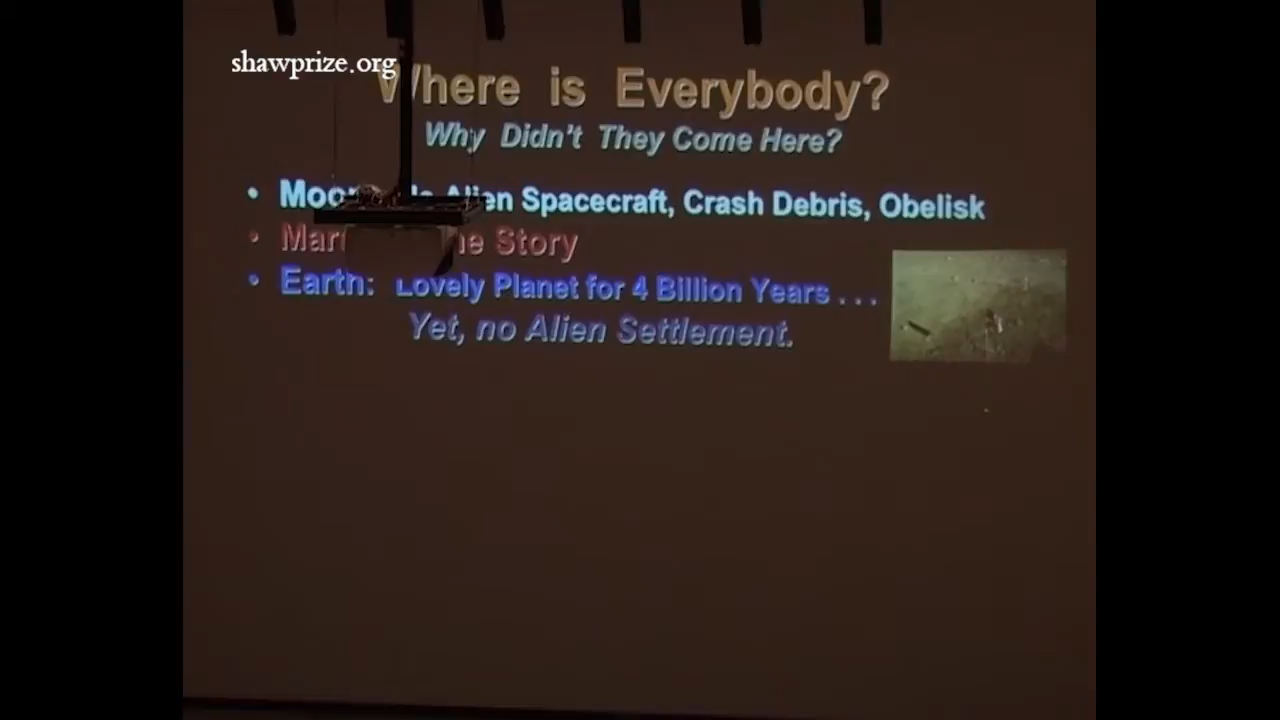 shawprize.org
Where is Everybody?
Why Didn't They Come Here?
• Moon Alien Spacecraft, Crash Debris, Obelisk
• Story
• Earth: Lovely Planet for 4 Billion Years . . .
Yet, no Alien Settlement.